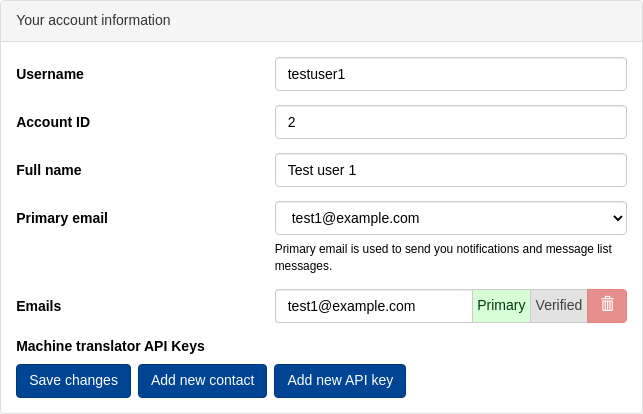 Your account information
Username testuser1
Account ID 2
Full name Test user 1
Primary email test1@example.com
Primary email is used to send you notifications and message list
messages.
Emails test1@example.com Primary Verified
Machine translator API Keys
Save changes Add new contact Add new API key